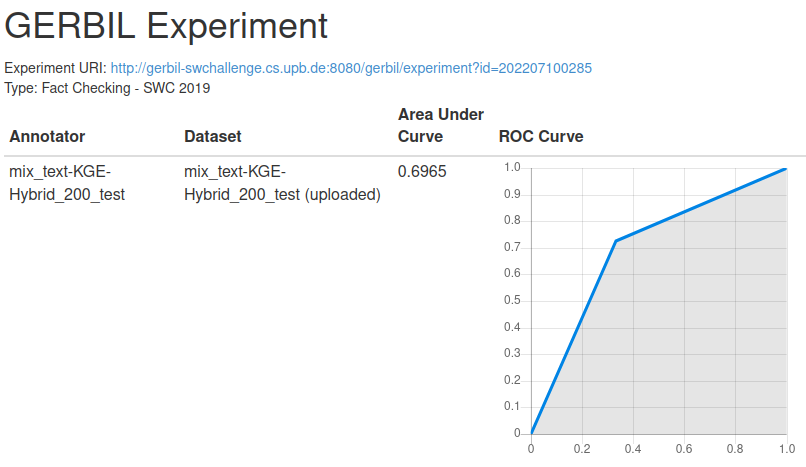 GERBIL Experiment
Experiment URI: http://gerbil-swchallenge.cs.upb.de:8080/gerbil/experiment?id=202207100285
Type: Fact Checking - SWC 2019
Annotator Dataset Area Under Curve ROC Curve
mix_text-KGE-
Hybrid_200_test
mix_text-KGE-
Hybrid_200_test (uploaded)
0.6965
1.0
0.9
0.8
0.7
0.6
0.5
0.4
0.3
0.2
0.1
0
0 0.2 0.4 0.6 0.8 1.0